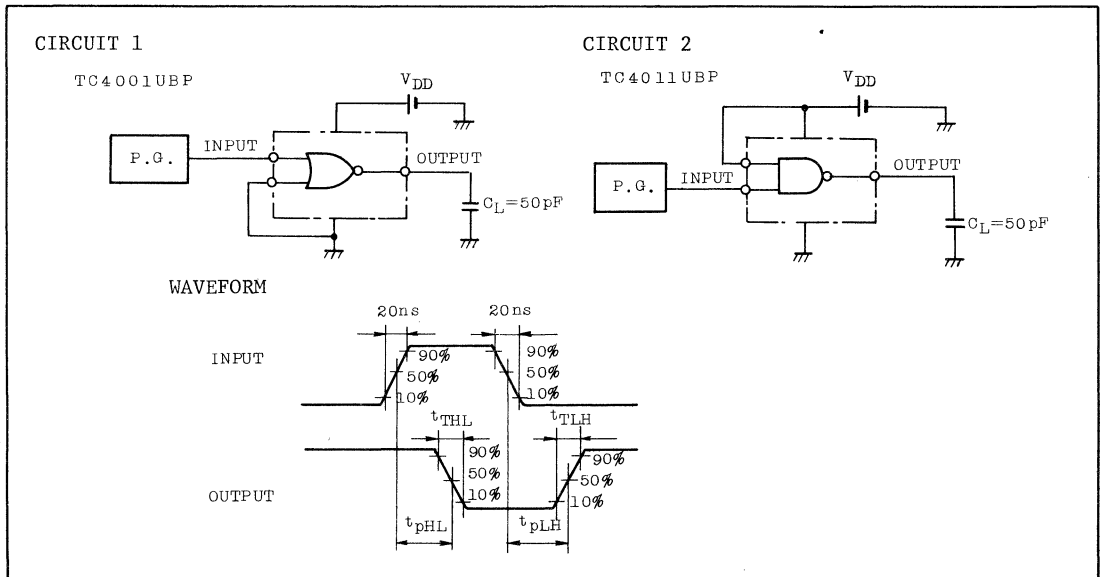 CIRCUIT 1
TC4001UBP
VDD
P.G.
INPUT
OUTPUT
CL=50pF
CIRCUIT 2
TC4011UBP
VDD
P.G.
INPUT
OUTPUT
CL=50pF
WAVEFORM
20ns
20ns
INPUT
90%
50%
10%
90%
50%
10%
tTHL
tTLH
OUTPUT
90%
50%
10%
90%
50%
10%
tpHL
tpLH